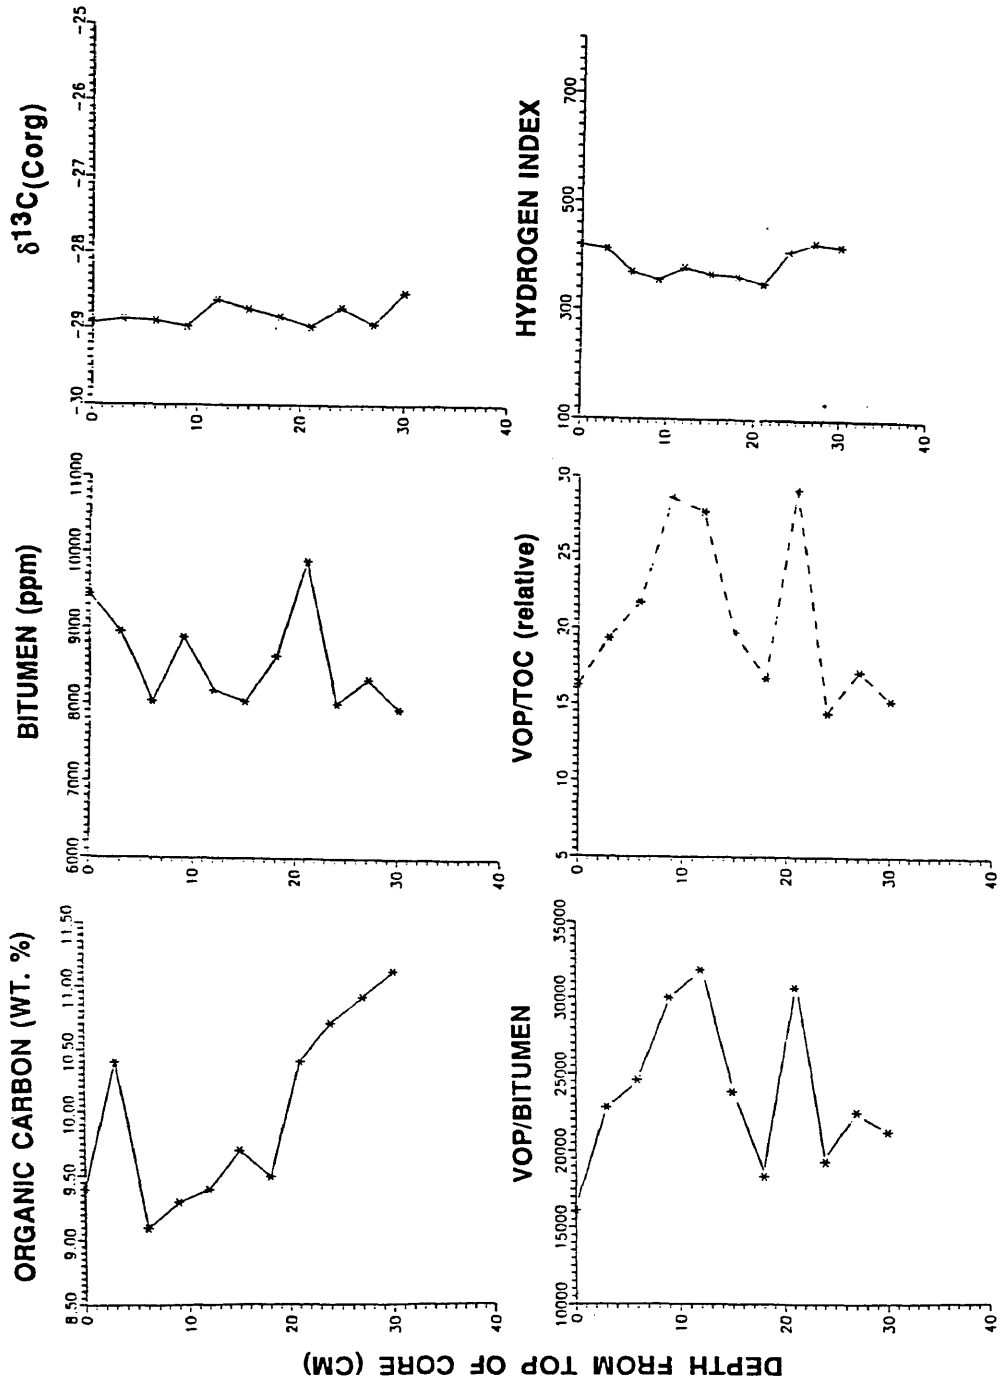 ORGANIC CARBON (WT. %)
8.50 9.00 9.50 10.00 10.50 11.00 11.50
0
10
20
30
40
BITUMEN (ppm)
6000 7000 8000 9000 10000 11000
0
10
20
30
40
δ13C(Corg)
-30 -29 -28 -27 -26 -25
0
10
20
30
40
DEPTH FROM TOP OF CORE (CM)
VOP/BITUMEN
10000 15000 20000 25000 30000 35000
0
10
20
30
40
VOP/TOC (relative)
5 10 15 20 25 30
0
10
20
30
40
HYDROGEN INDEX
100 300 500 700
0
10
20
30
40